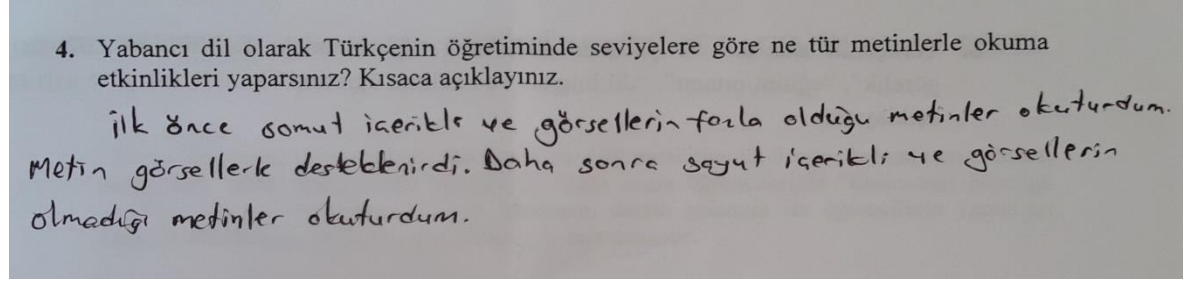 4. Yabancı dil olarak Türkçenin öğretiminde seviyelere göre ne tür metinlerle okuma
etkinlikleri yaparsınız? Kısaca açıklayınız.
ilk önce somut içerikli ve görsellerin fazla olduğu metinler okuturdum.
Metin görsellerle desteklenirdi. Daha sonra soyut içerikli ve görsellerin
olmadığı metinler okuturdum.